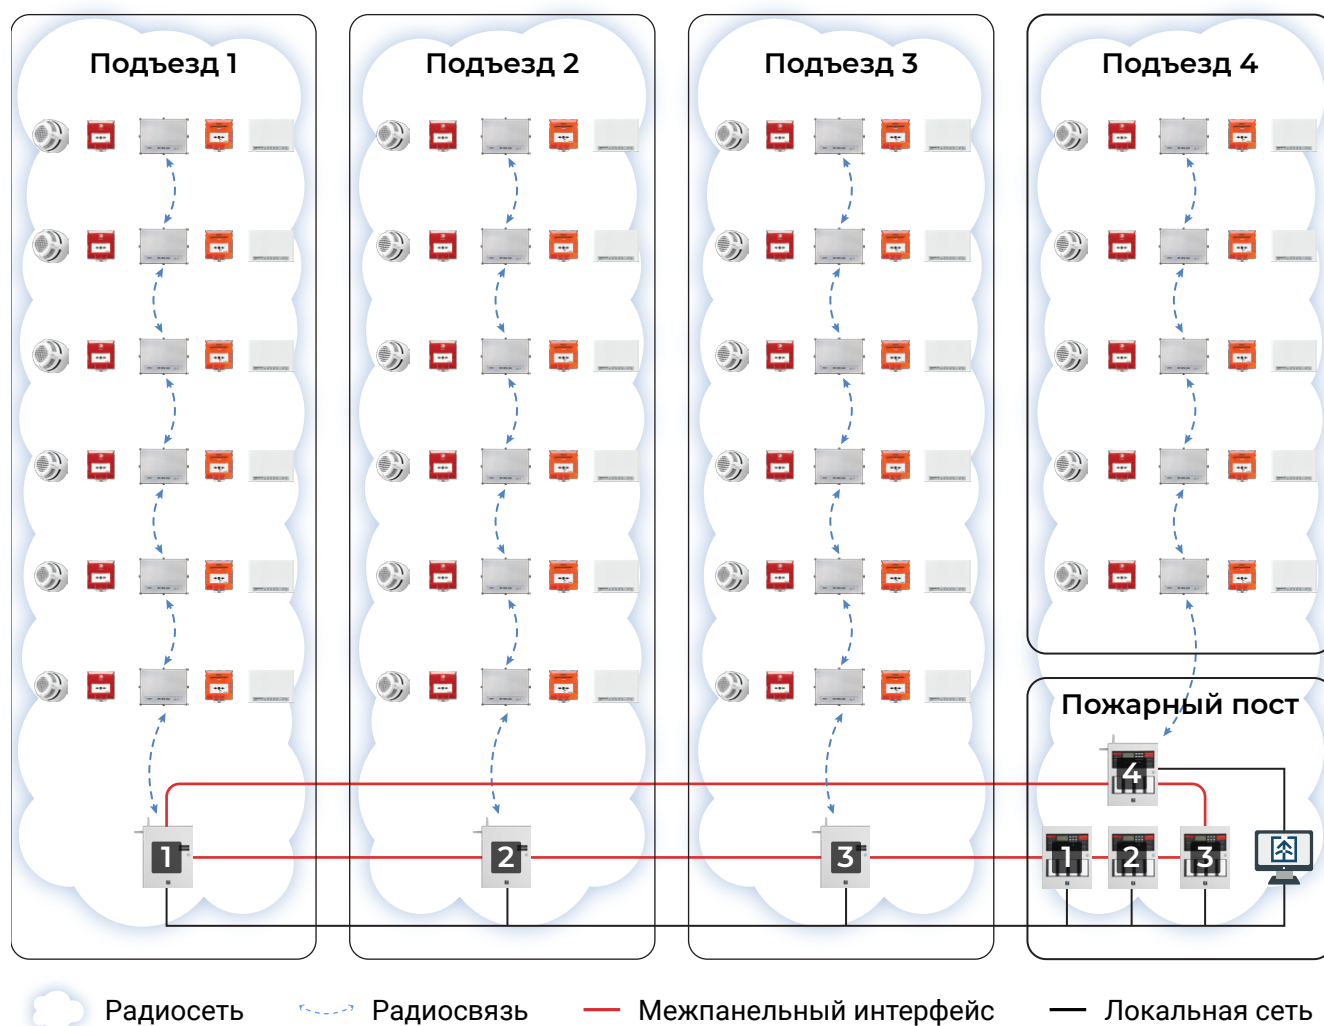 Подъезд 1
Подъезд 2
Подъезд 3
Подъезд 4
Пожарный пост
4
1
2
3
1
2
3
Радиосеть
Радиосвязь
Межпанельный интерфейс
Локальная сеть